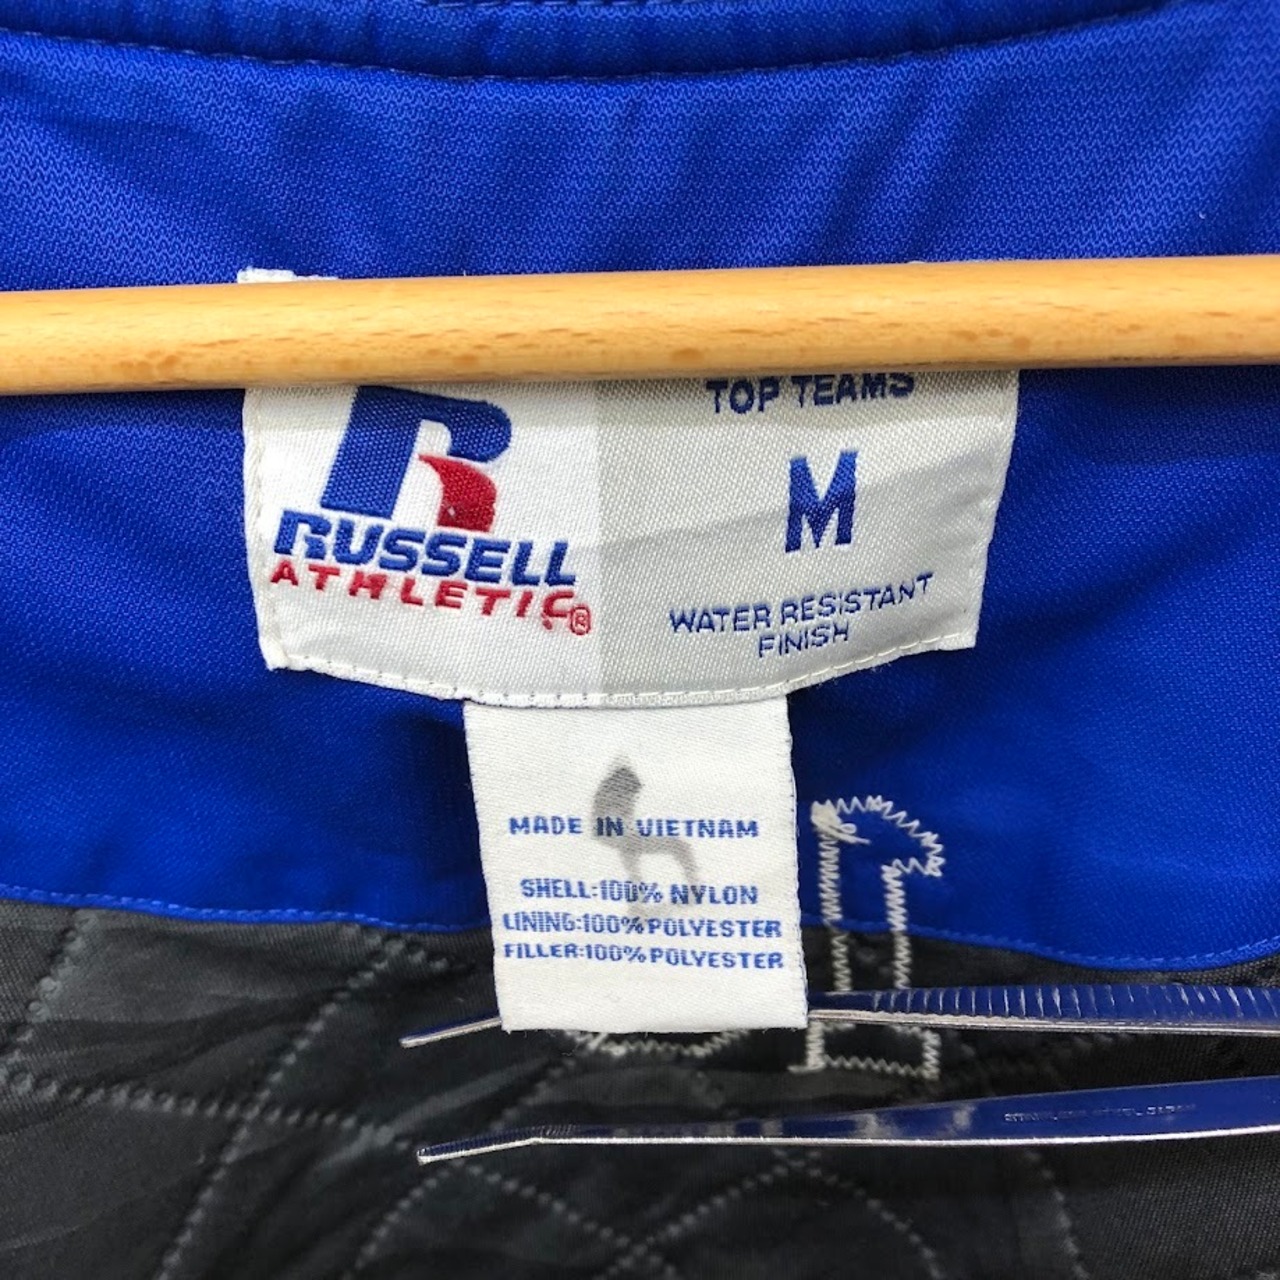 TOP TEAMS
R
RUSSELL
ATHLETIC®
M
WATER RESISTANT
FINISH
MADE IN VIETNAM
SHELL:100% NYLON
LINING:100% POLYESTER
FILLER:100% POLYESTER